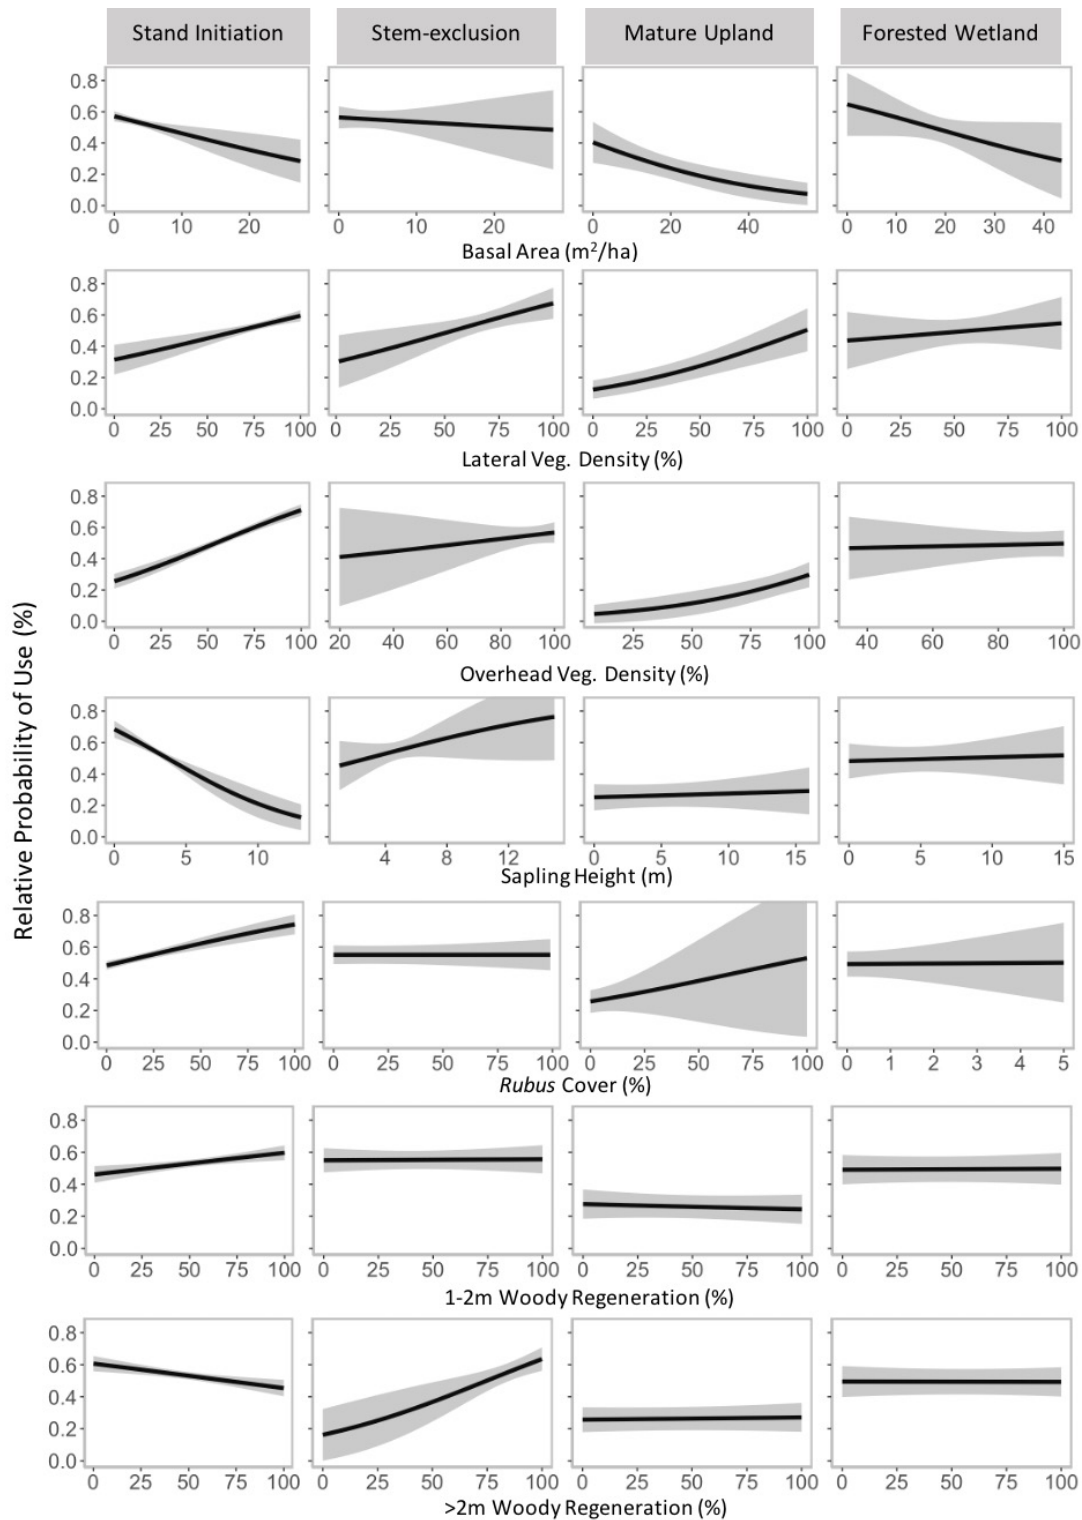 Stand Initiation Stem-exclusion Mature Upland Forested Wetland
0.8
0.6
0.4
0.2
0.0
0 10 20 0 10 20 0 20 40 0 10 20 30 40
Basal Area (m²/ha)
0.8
0.6
0.4
0.2
0.0
0 25 50 75 100 0 25 50 75 100 0 25 50 75 100 0 25 50 75 100
Lateral Veg. Density (%)
0.8
0.6
0.4
0.2
0.0
0 25 50 75 100 20 40 60 80 100 25 50 75 100 40 60 80 100
Overhead Veg. Density (%)
Relative Probability of Use (%)
0.8
0.6
0.4
0.2
0.0
0 5 10 4 8 12 0 5 10 15 0 5 10 15
Sapling Height (m)
0.8
0.6
0.4
0.2
0.0
0 25 50 75 100 0 25 50 75 100 0 25 50 75 100 0 1 2 3 4 5
Rubus Cover (%)
0.8
0.6
0.4
0.2
0.0
0 25 50 75 100 0 25 50 75 100 0 25 50 75 100 0 25 50 75 100
1-2m Woody Regeneration (%)
0.8
0.6
0.4
0.2
0.0
0 25 50 75 100 0 25 50 75 100 0 25 50 75 100 0 25 50 75 100
>2m Woody Regeneration (%)